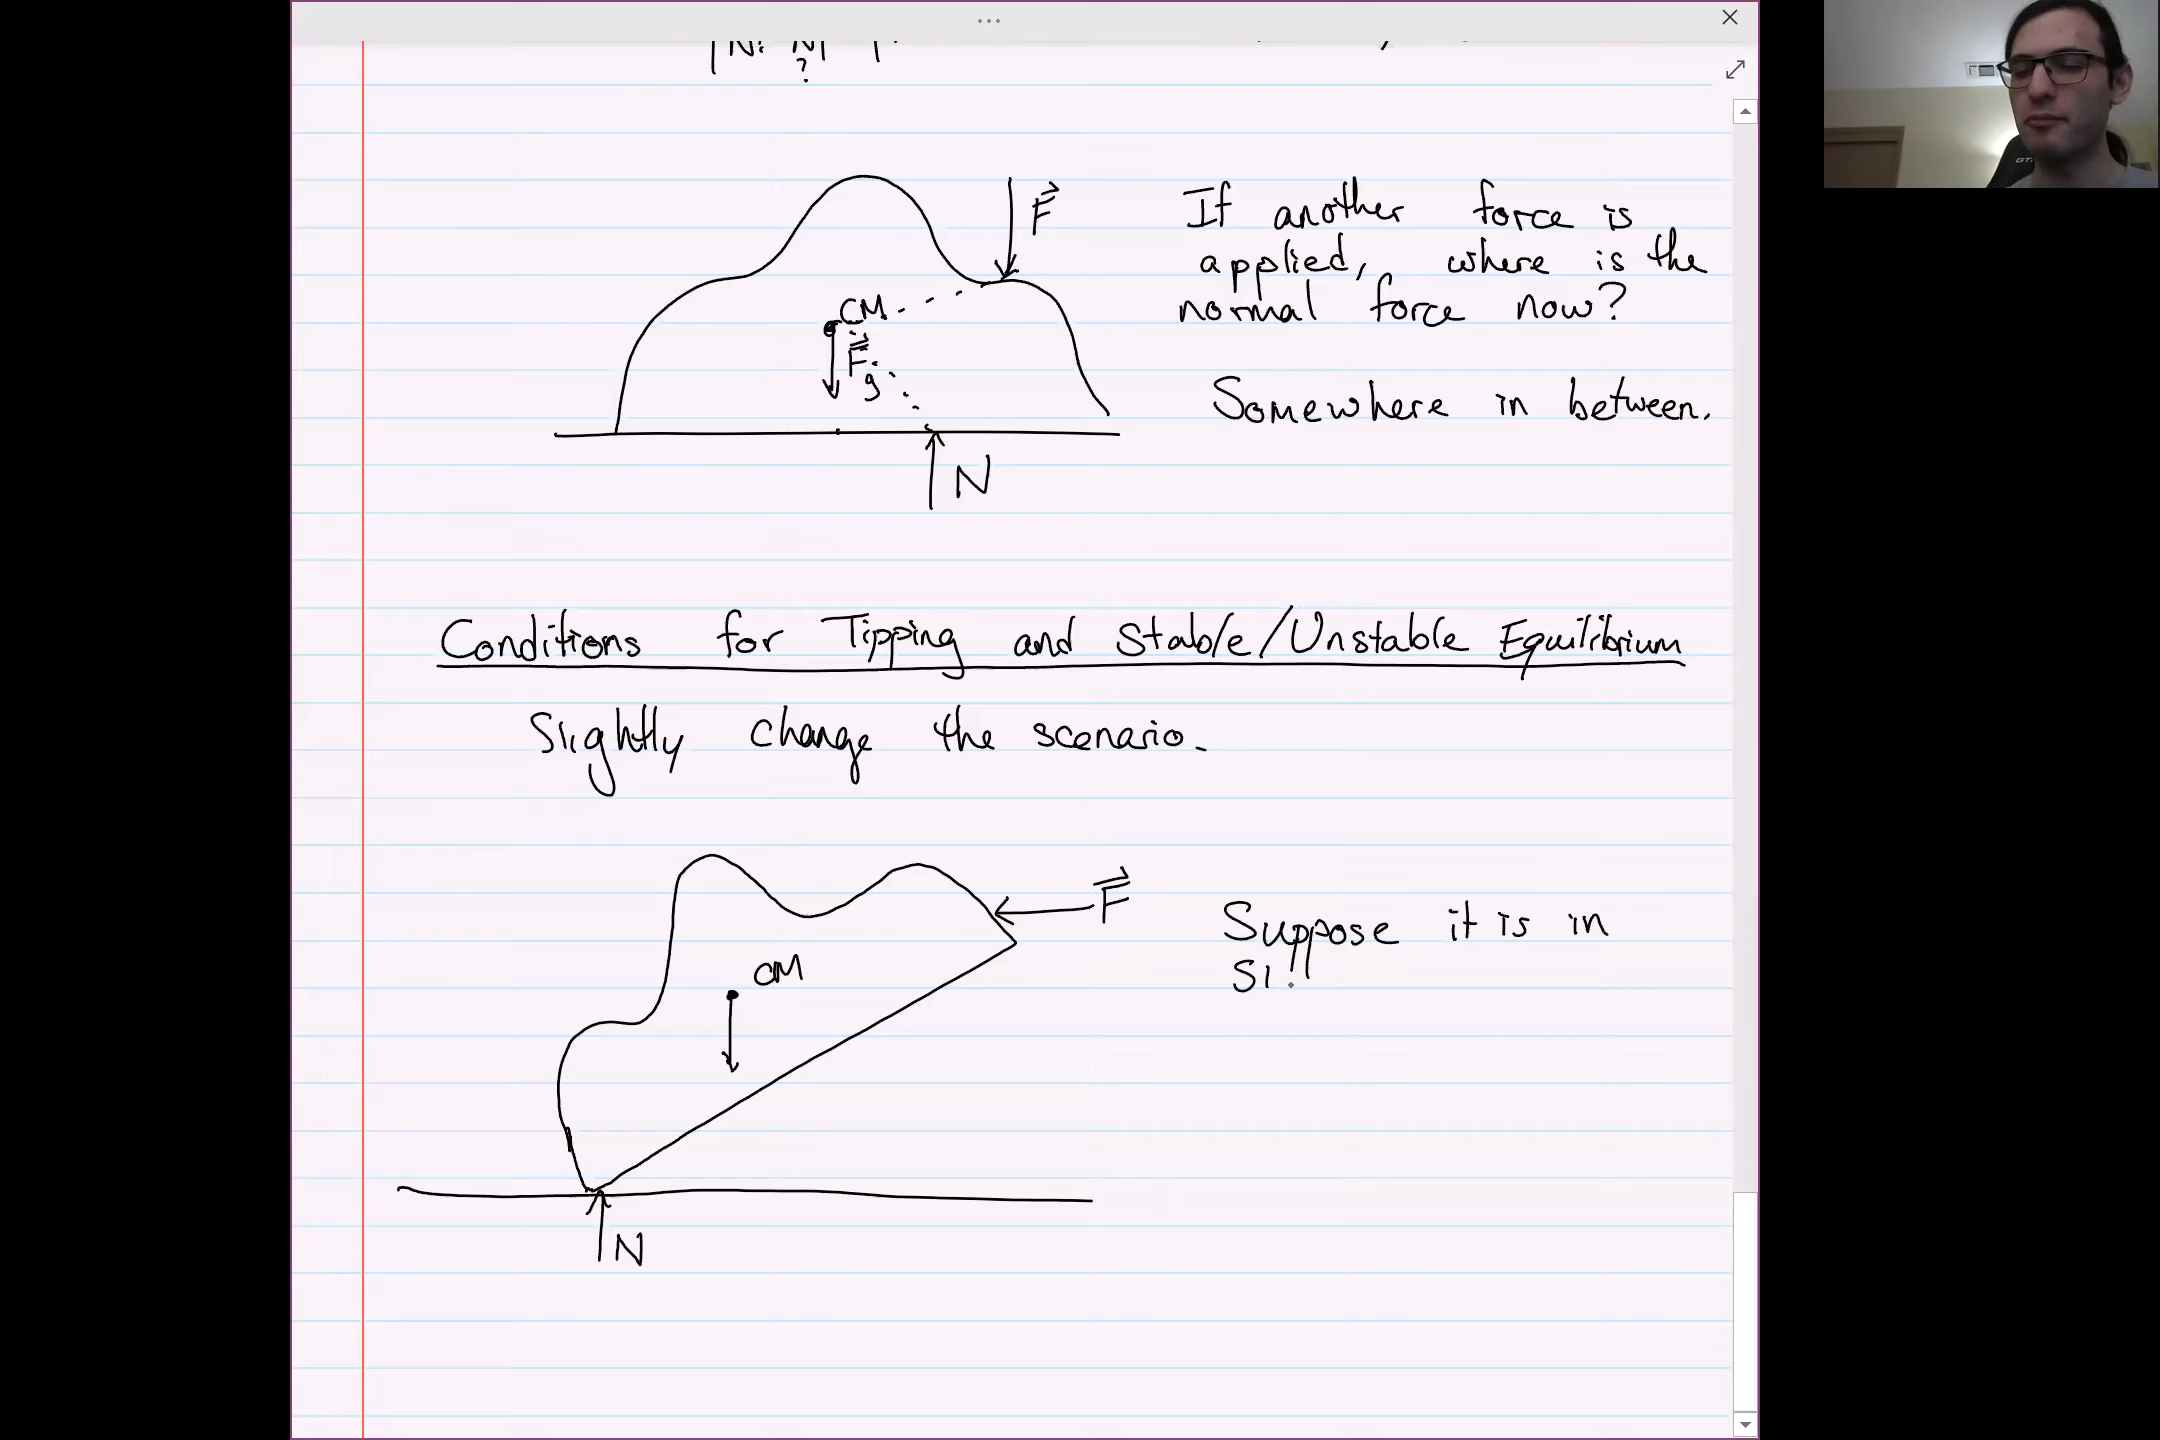 N. N
?
F
If another force is
applied, where is the
normal force now?
CM
Fg
Somewhere in between.
N
Conditions for Tipping and Stable/Unstable Equilibrium
Slightly change the scenario.
F
Suppose it is in
CM
N